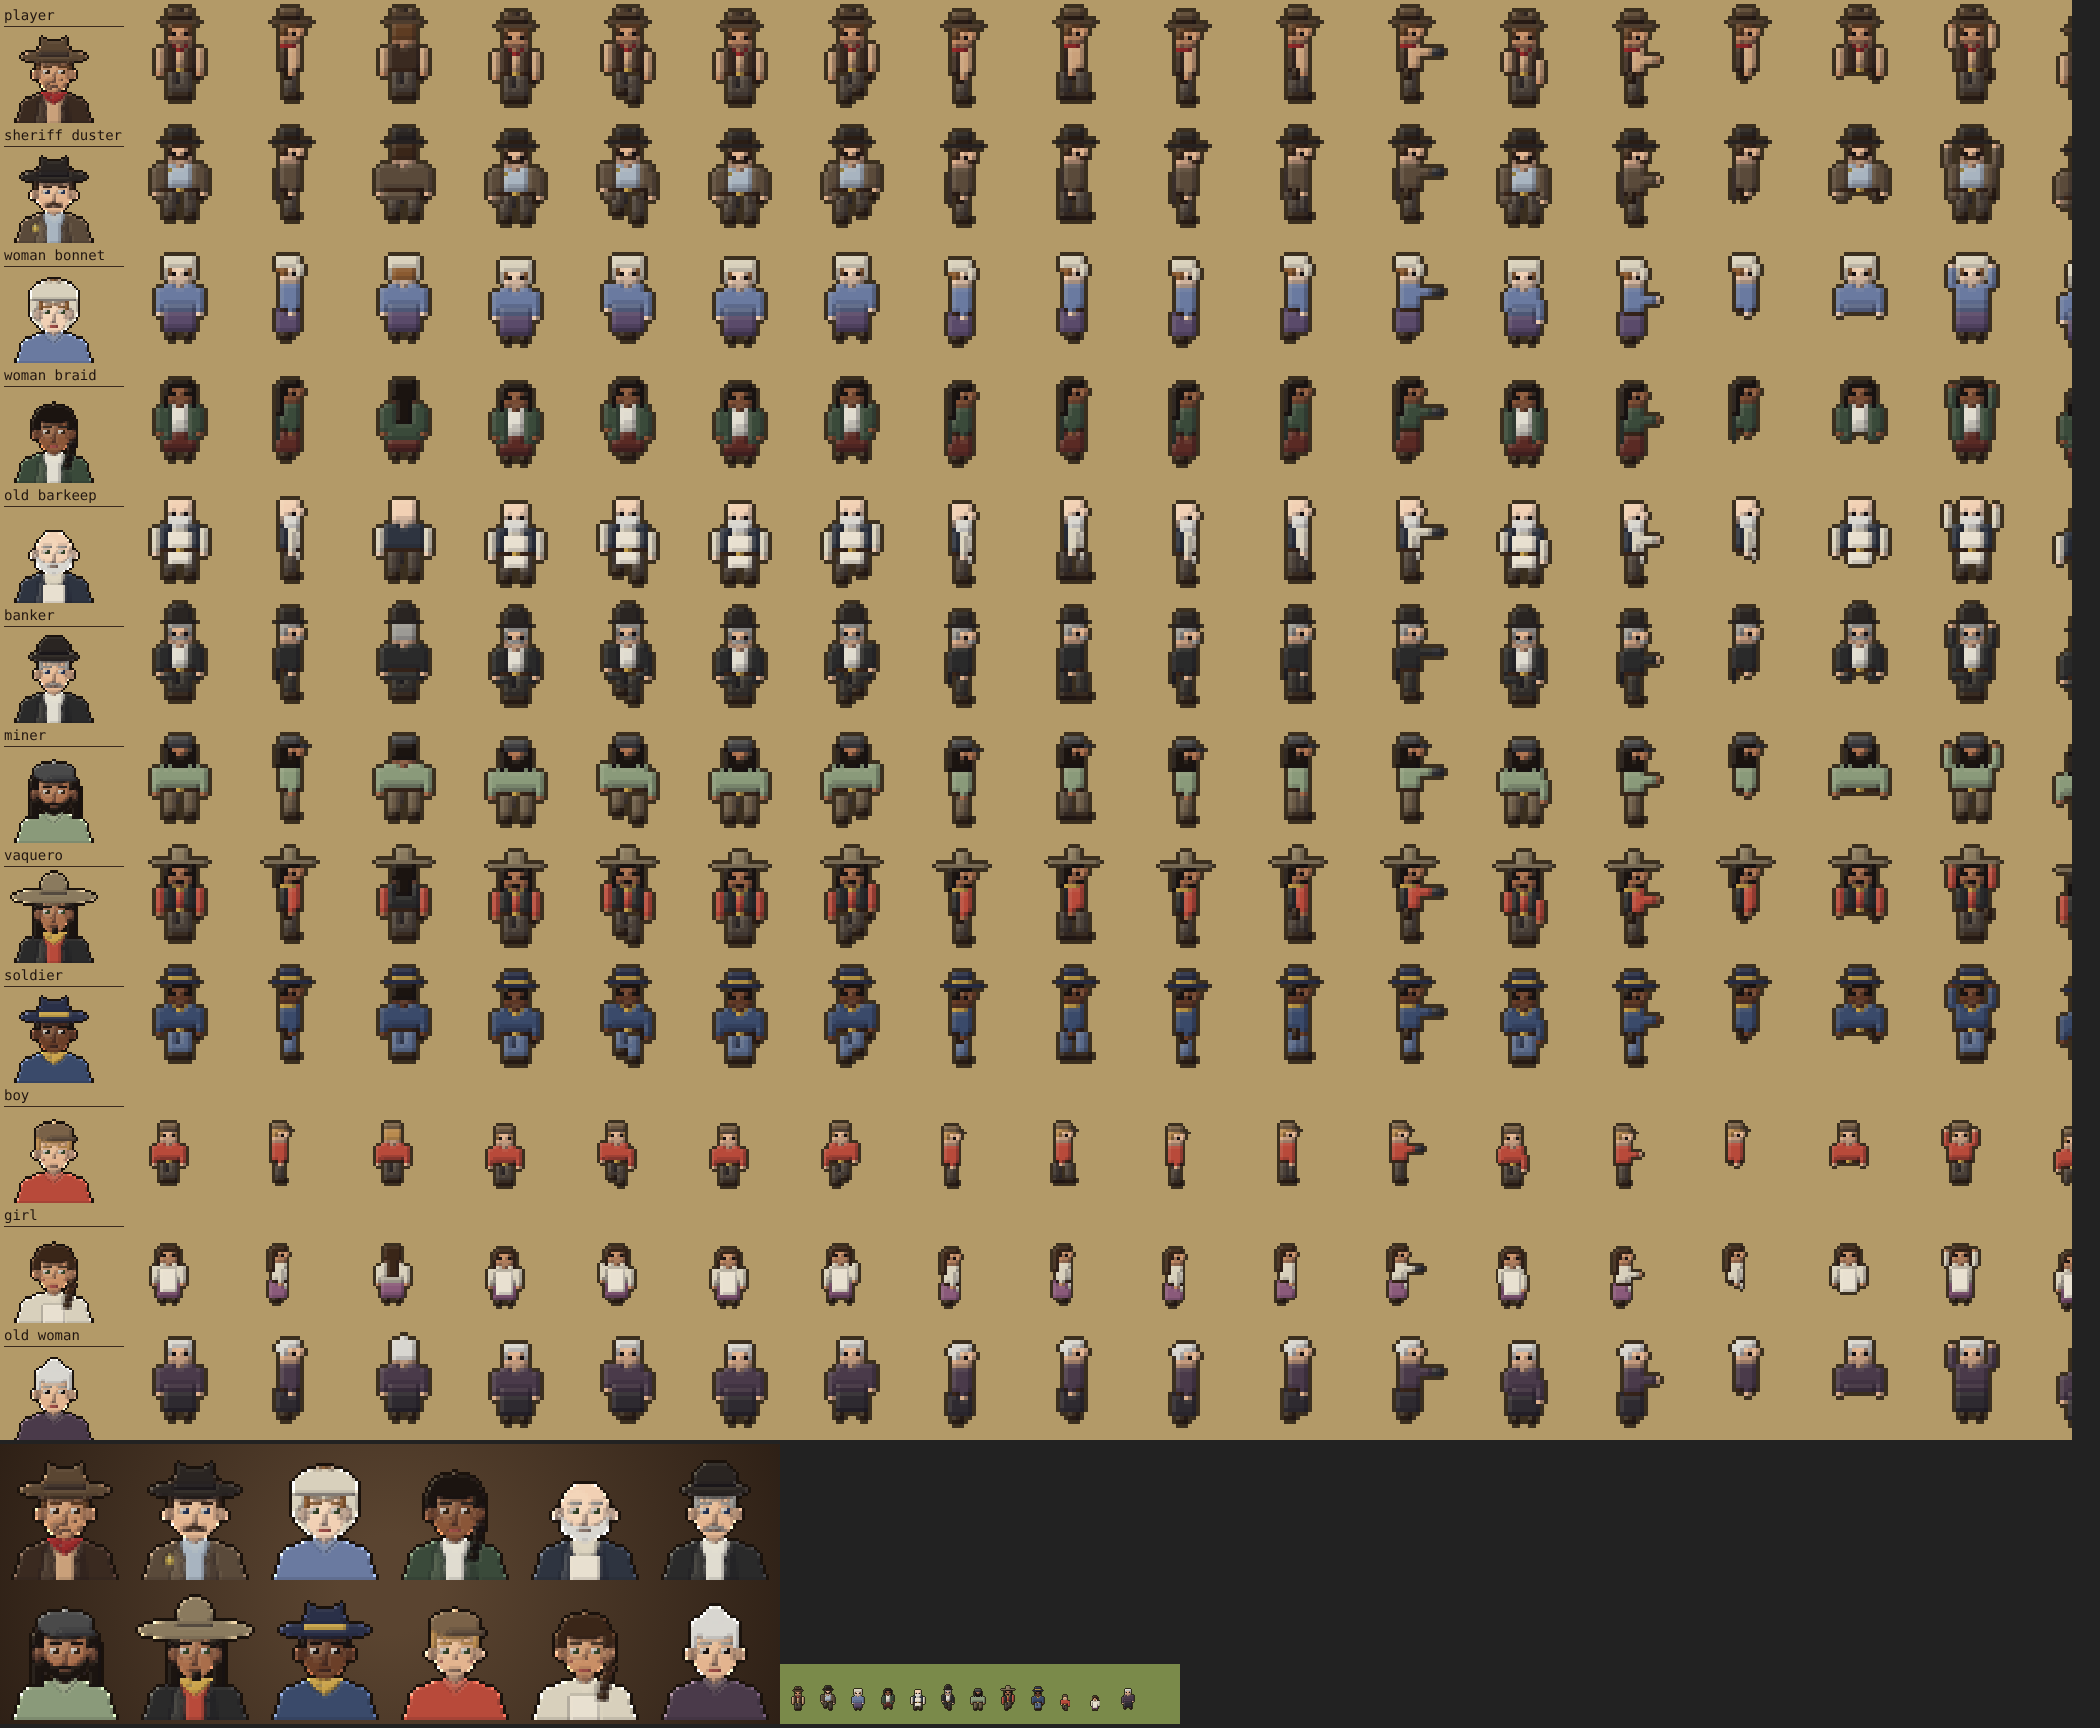 player
sheriff duster
woman bonnet
woman braid
old barkeep
banker
miner
vaquero
soldier
boy
girl
old woman